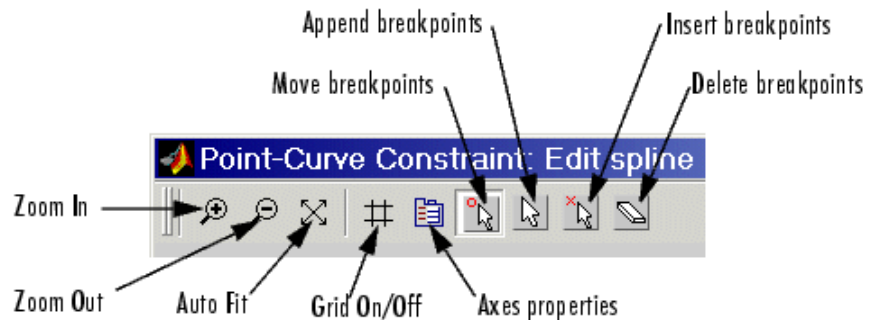 Append breakpoints
Insert breakpoints
Move breakpoints
Delete breakpoints
Point-Curve Constraint: Edit spline
Zoom In
Zoom Out
Auto Fit
Grid On/Off
Axes properties